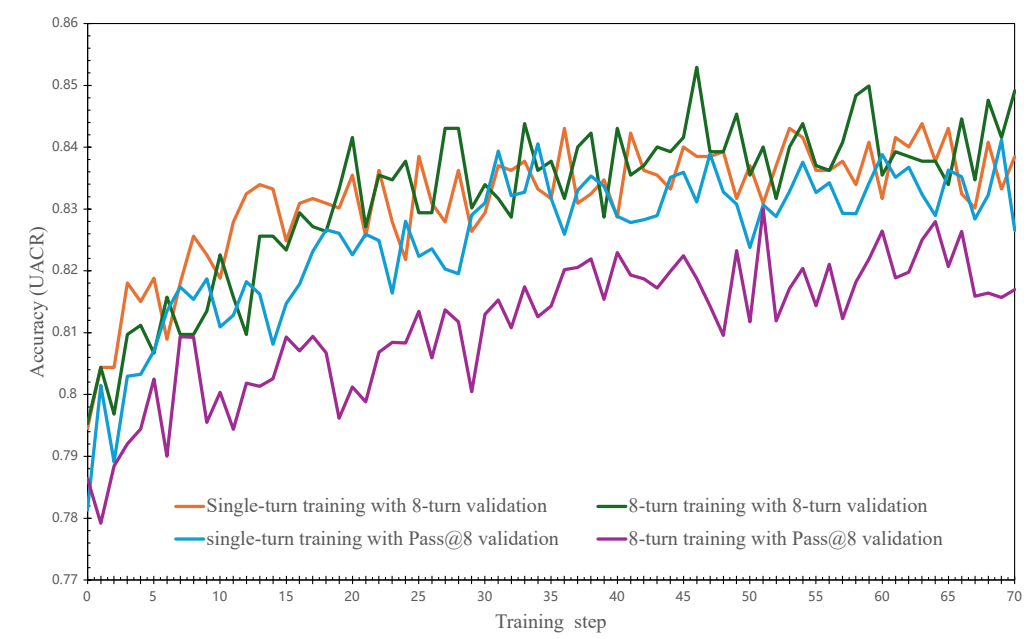 0.86
0.85
0.84
0.83
0.82
0.81
0.8
0.79
0.78
0.77
Accuracy (UACR)
Single-turn training with 8-turn validation
8-turn training with 8-turn validation
single-turn training with Pass@8 validation
8-turn training with Pass@8 validation
0 5 10 15 20 25 30 35 40 45 50 55 60 65 70
Training step